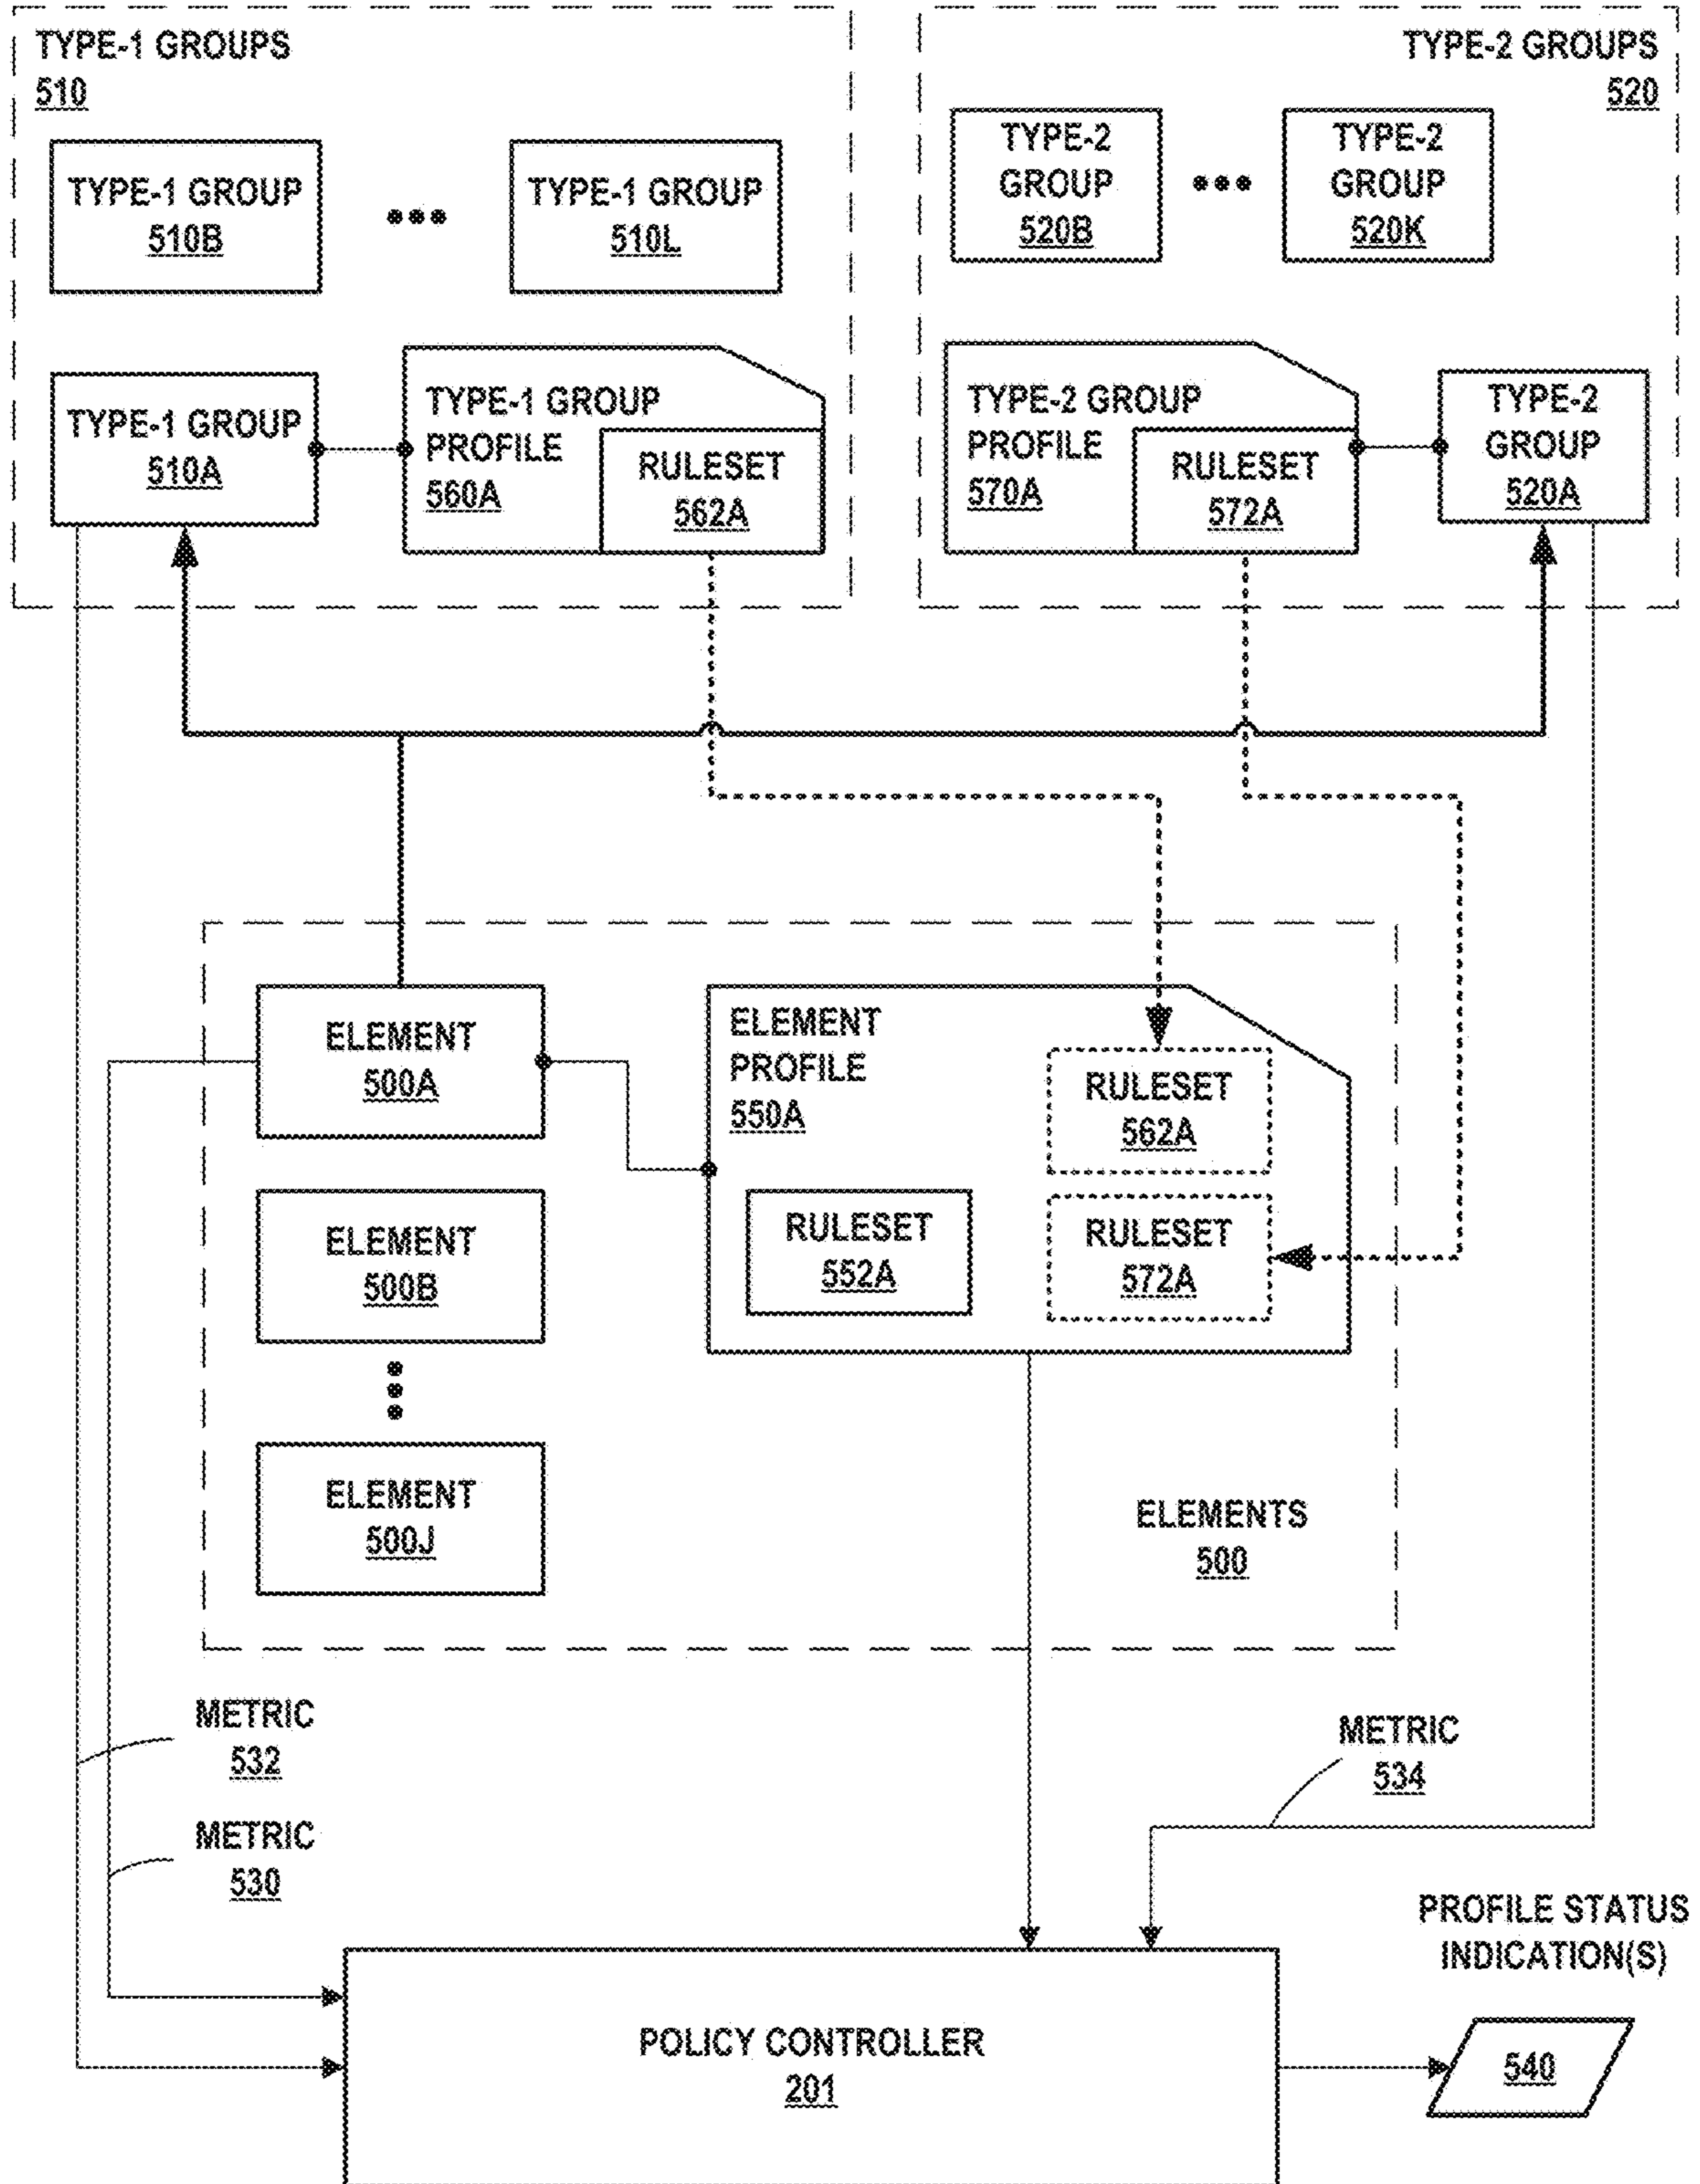 TYPE-1 GROUPS
510
TYPE-1 GROUP
510B
TYPE-1 GROUP
510L
TYPE-1 GROUP
510A
TYPE-1 GROUP
PROFILE
560A
RULESET
562A
TYPE-2 GROUPS
520
TYPE-2
GROUP
520B
TYPE-2
GROUP
520K
TYPE-2 GROUP
PROFILE
570A
RULESET
572A
TYPE-2
GROUP
520A
ELEMENT
500A
ELEMENT
PROFILE
550A
RULESET
562A
RULESET
552A
RULESET
572A
ELEMENT
500B
ELEMENT
500J
ELEMENTS
500
METRIC
532
METRIC
530
METRIC
534
PROFILE STATUS
INDICATION(S)
POLICY CONTROLLER
201
540